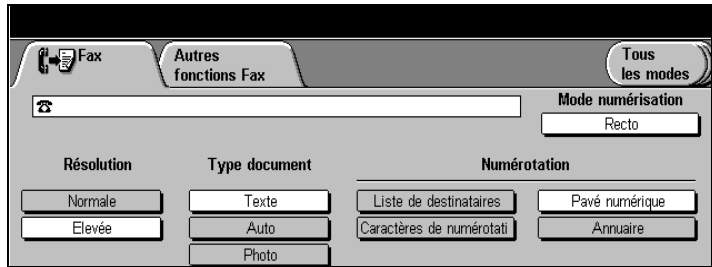 Fax
Autres
fonctions Fax
Tous
les modes
Mode numérisation
Recto
Résolution
Type document
Numérotation
Normale
Texte
Liste de destinataires
Pavé numérique
Elevée
Auto
Caractères de numérotati
Annuaire
Photo